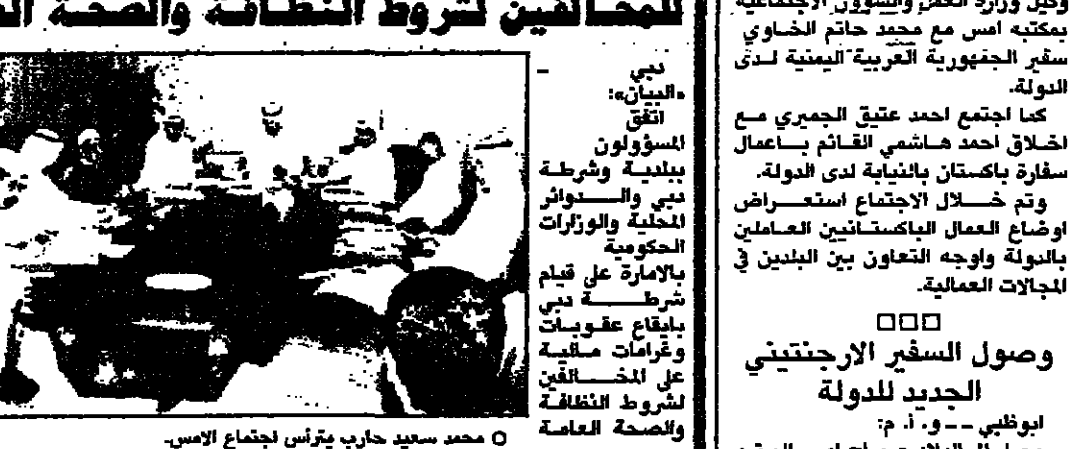 وكيل وزارة العمل والشؤون الاجتماعية
بمكتبه امس مع محمد حاتم الخاوي
سفير الجمهورية العربية اليمنية لدى
الدولة.
كما اجتمع احمد عتيق الجميري مع
اخلاق احمد هاشمي القائم باعمال
سفارة باكستان بالنيابة لدى الدولة.
وتم خلال الاجتماع استعراض
اوضاع العمال الباكستانيين العاملين
بالدولة واوجه التعاون بين البلدين في
المجالات العمالية.
وصول السفير الارجنتيني
الجديد للدولة
ابوظبي -- و. أ. م:
للمخالفين لشروط النظافة والصحة
دبي –
«البيان»:
اتفق
المسؤولون
ببلدية وشرطة
دبي والدوائر
المحلية والوزارات
الحكومية
بالامارة على قيام
شرطة دبي
بايقاع عقوبات
وغرامات مالية
على المخالفين
لشروط النظافة
والصحة العامة
محمد سعيد حارب يترأس اجتماع الامس.